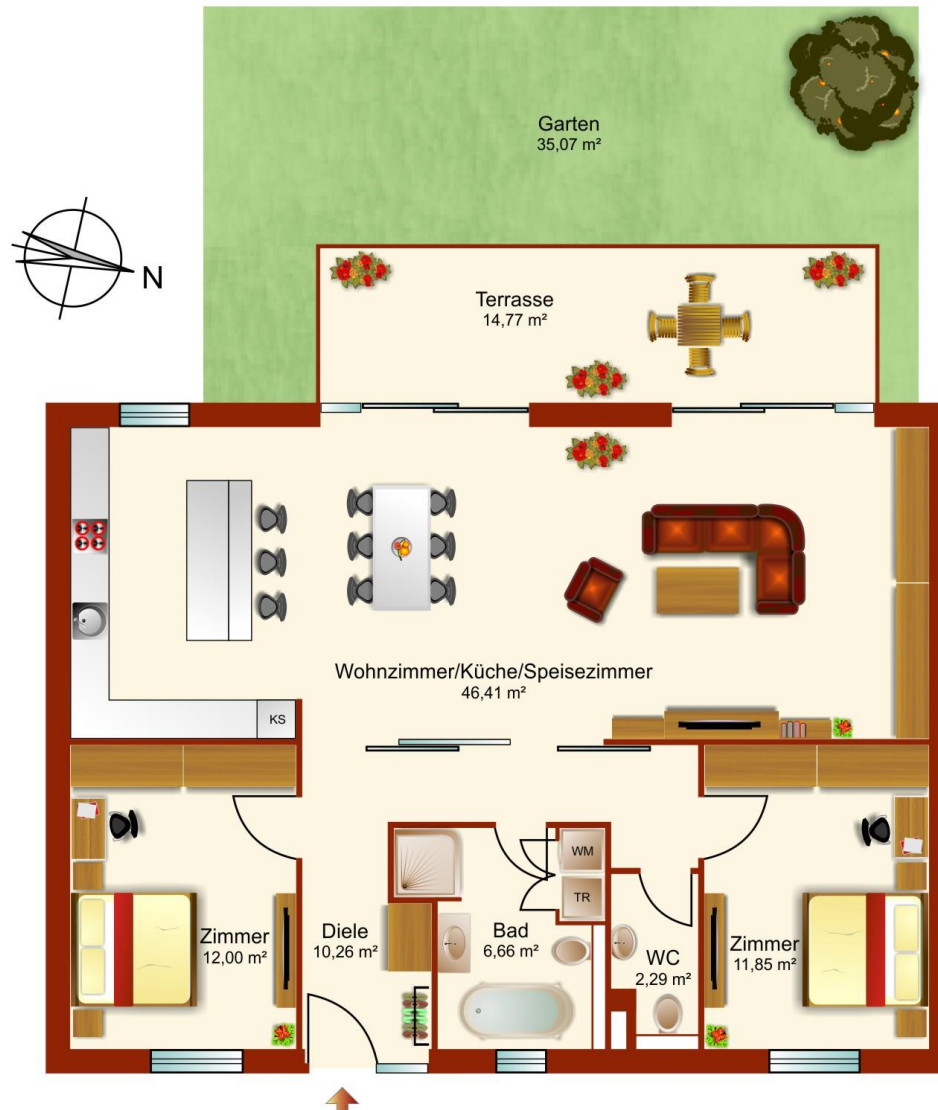 Garten
35,07 m²
N
Terrasse
14,77 m²
Wohnzimmer/Küche/Speisezimmer
46,41 m²
KS
WM
TR
Zimmer
12,00 m²
Diele
10,26 m²
Bad
6,66 m²
WC
2,29 m²
Zimmer
11,85 m²